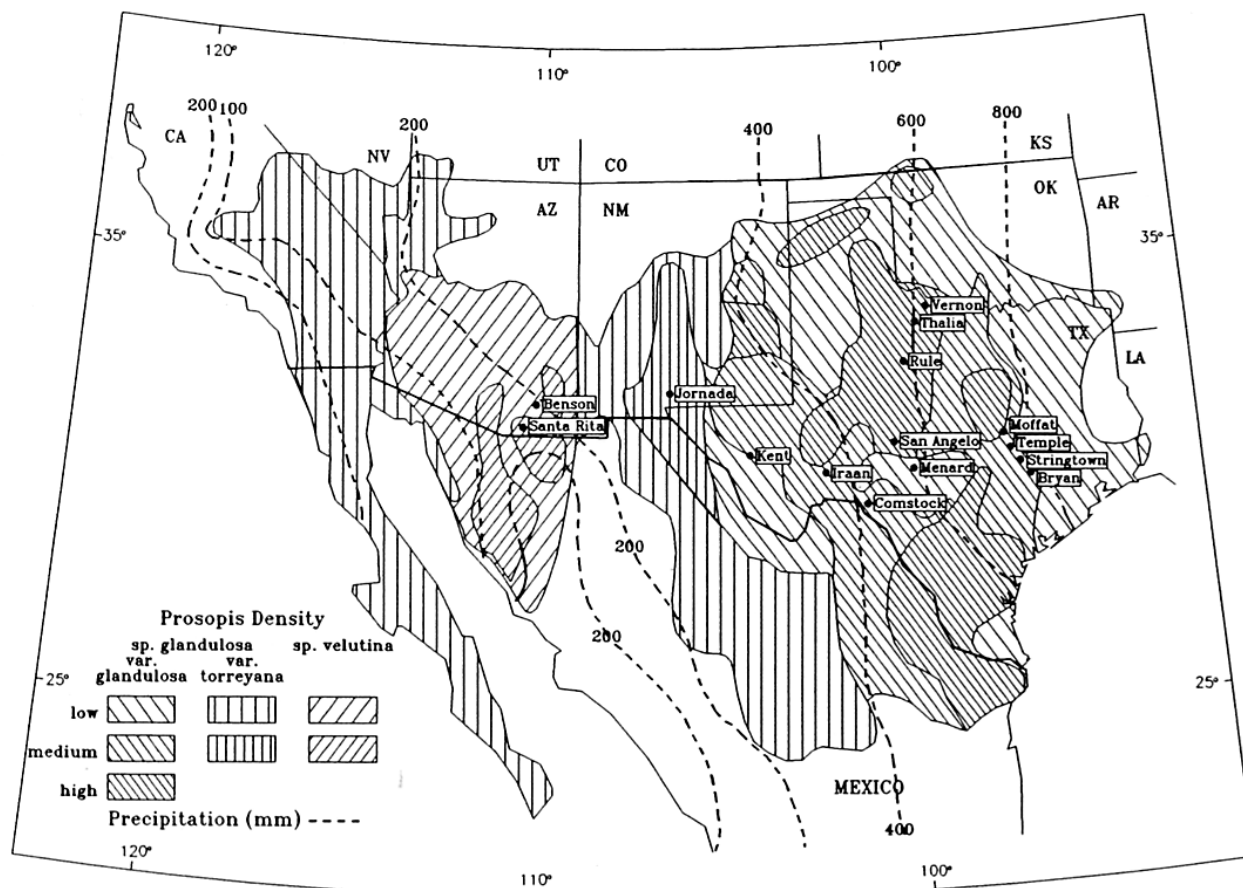 120°
110°
100°
200 100
CA
200
NV
UT CO
400
600
800
KS
AZ NM
OK
AR
35°
35°
Vernon
Thalia
TX
LA
Rule
Jornada
Benson
Santa Rita
Moffat
San Angelo
Temple
Kent
Stringtown
Iraan
Menard
Bryan
Comstock
200
200
Prosopis Density
sp. glandulosa sp. velutina
var. var.
glandulosa torreyana
25°
25°
low
medium
high
MEXICO
Precipitation (mm) ----
400
120°
110°
100°